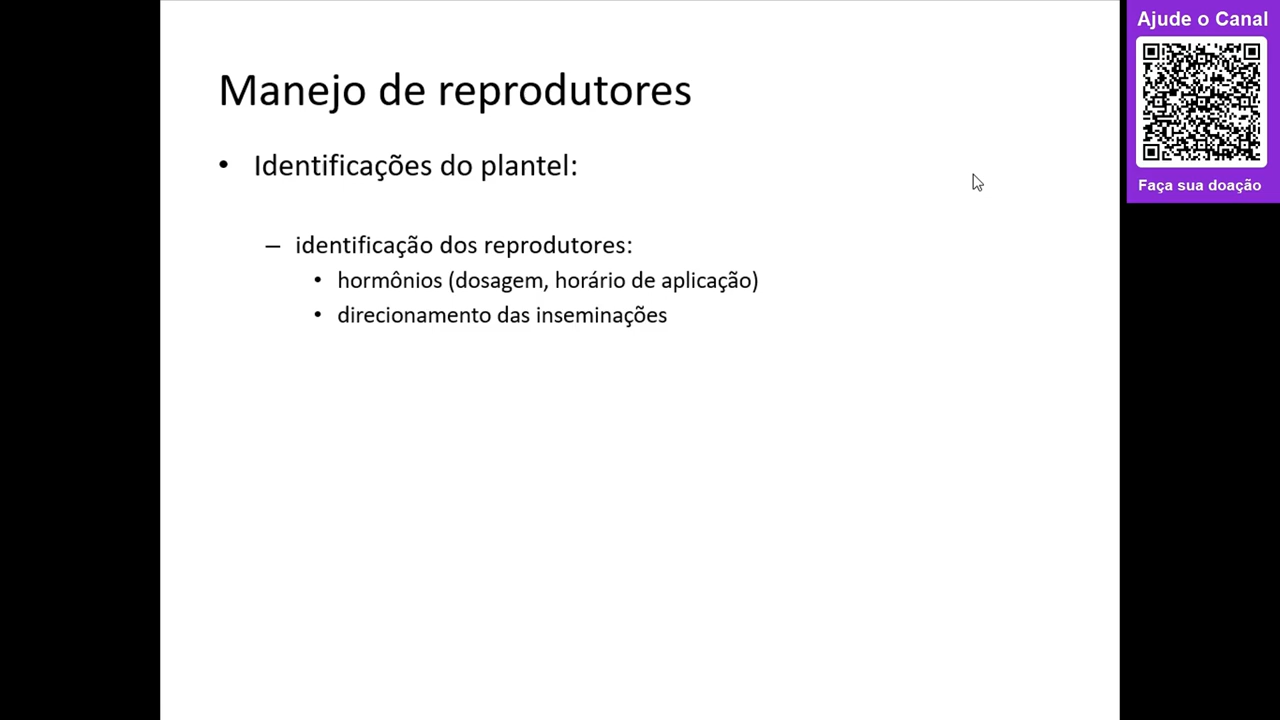 Manejo de reprodutores
• Identificações do plantel:
– identificação dos reprodutores:
• hormônios (dosagem, horário de aplicação)
• direcionamento das inseminações
Ajude o Canal
Faça sua doação